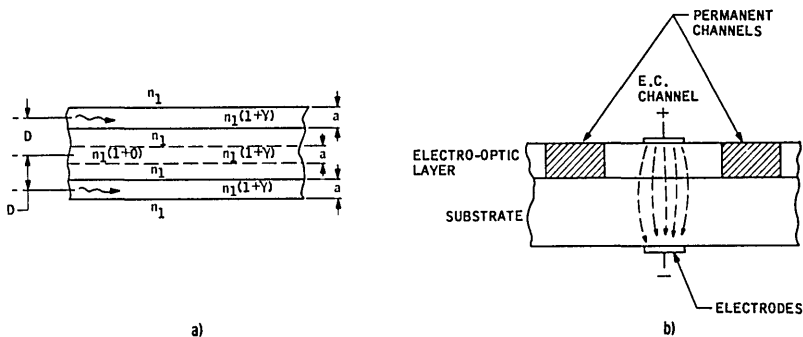 n₁
n₁(1+γ)
a
D
n₁
n₁(1+0)
n₁(1+γ)
a
n₁
D
n₁(1+γ)
a
n₁
a)
PERMANENT
CHANNELS
E.C.
CHANNEL
+
ELECTRO-OPTIC
LAYER
SUBSTRATE
−
ELECTRODES
b)